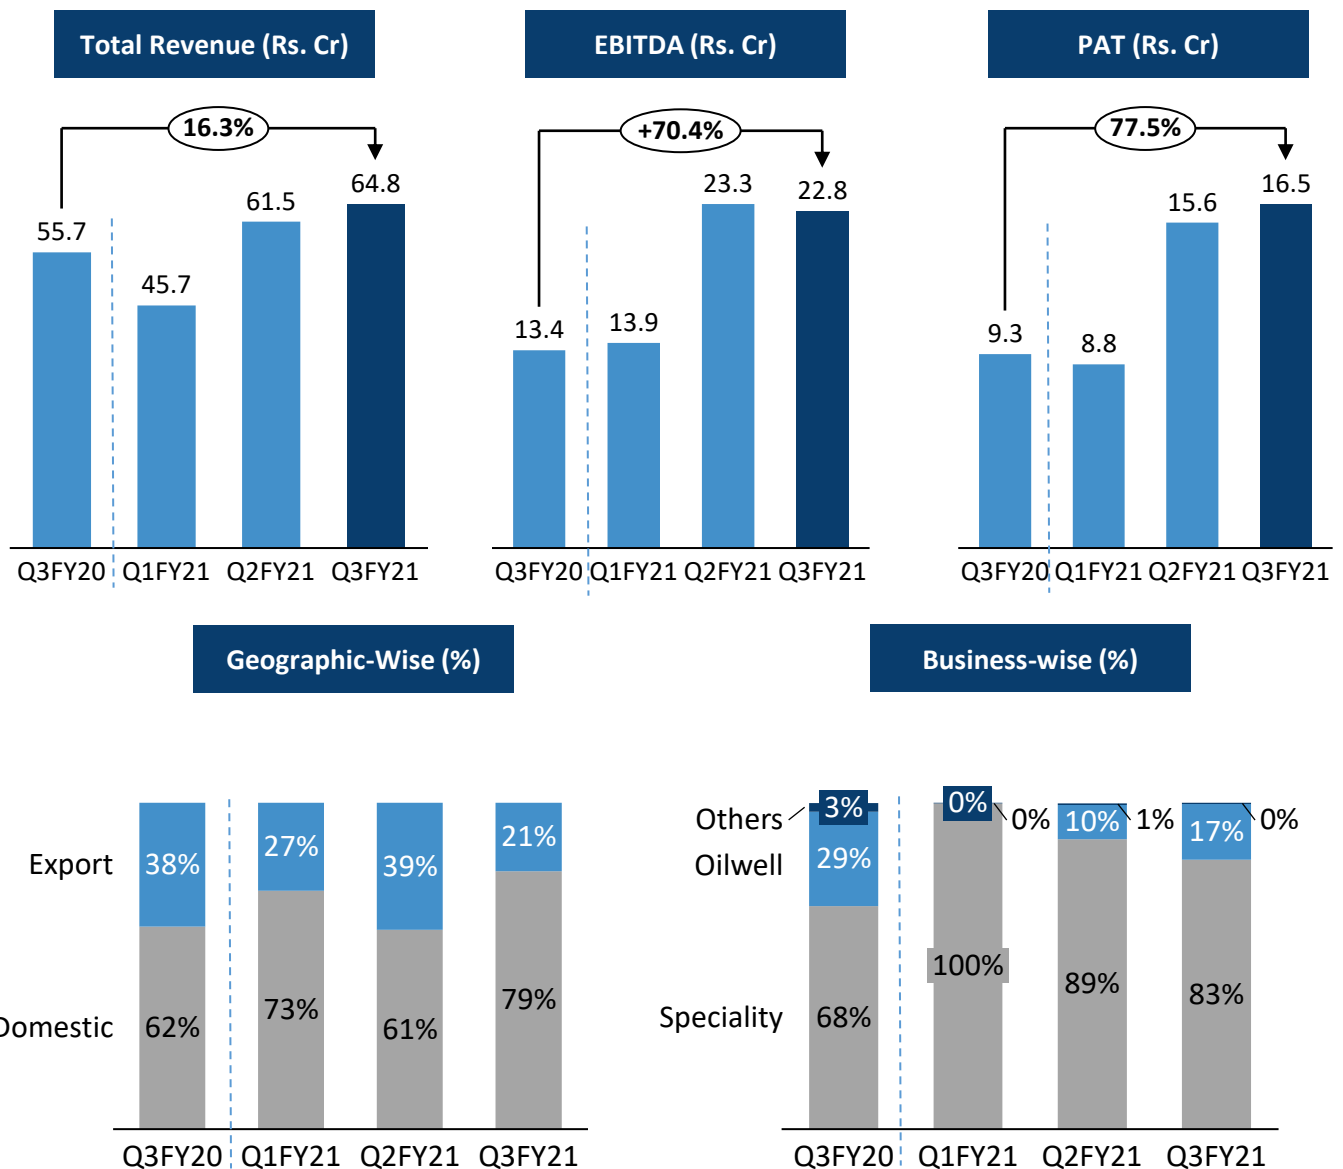 Total Revenue (Rs. Cr)
EBITDA (Rs. Cr)
PAT (Rs. Cr)
16.3%
55.7
45.7
61.5
64.8
Q3FY20 Q1FY21 Q2FY21 Q3FY21
+70.4%
13.4
13.9
23.3
22.8
Q3FY20 Q1FY21 Q2FY21 Q3FY21
77.5%
9.3
8.8
15.6
16.5
Q3FY20 Q1FY21 Q2FY21 Q3FY21
Geographic-Wise (%)
Export
38%
27%
39%
21%
Domestic
62%
73%
61%
79%
Q3FY20 Q1FY21 Q2FY21 Q3FY21
Business-wise (%)
Others
3%
0%
0%
1%
0%
Oilwell
29%
10%
17%
Speciality
68%
100%
89%
83%
Q3FY20 Q1FY21 Q2FY21 Q3FY21